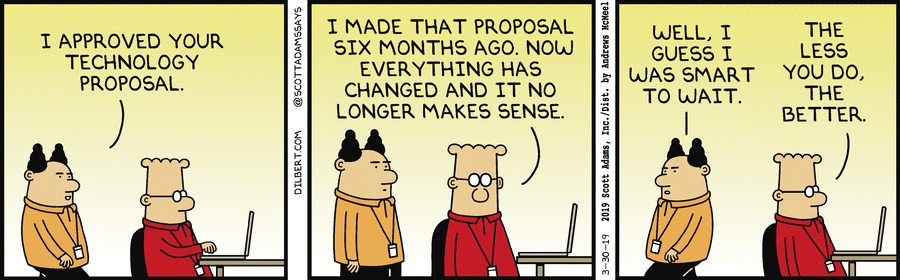 I APPROVED YOUR
TECHNOLOGY
PROPOSAL.
DILBERT.COM @SCOTTADAMSSAYS
I MADE THAT PROPOSAL
SIX MONTHS AGO. NOW
EVERYTHING HAS
CHANGED AND IT NO
LONGER MAKES SENSE.
3-30-19 2019 Scott Adams, Inc./Dist. by Andrews McMeel
WELL, I
GUESS I
WAS SMART
TO WAIT.
THE
LESS
YOU DO,
THE
BETTER.